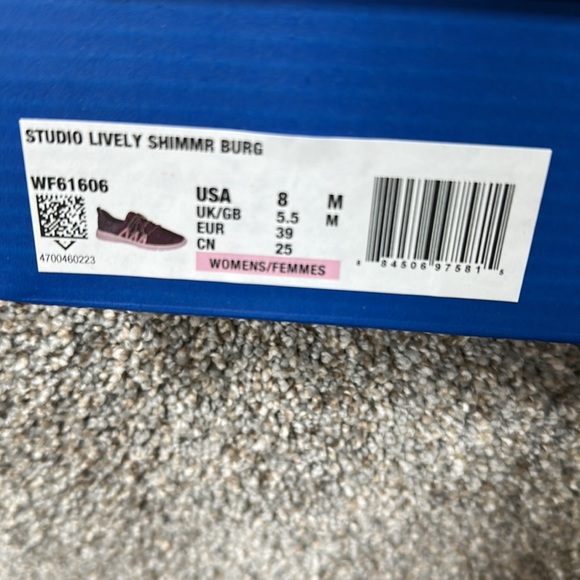 STUDIO LIVELY SHIMMR BURG
WF61606
4700460223
USA 8 M
UK/GB 5.5 M
EUR 39
CN 25
WOMENS/FEMMES
8 84506 97581 5